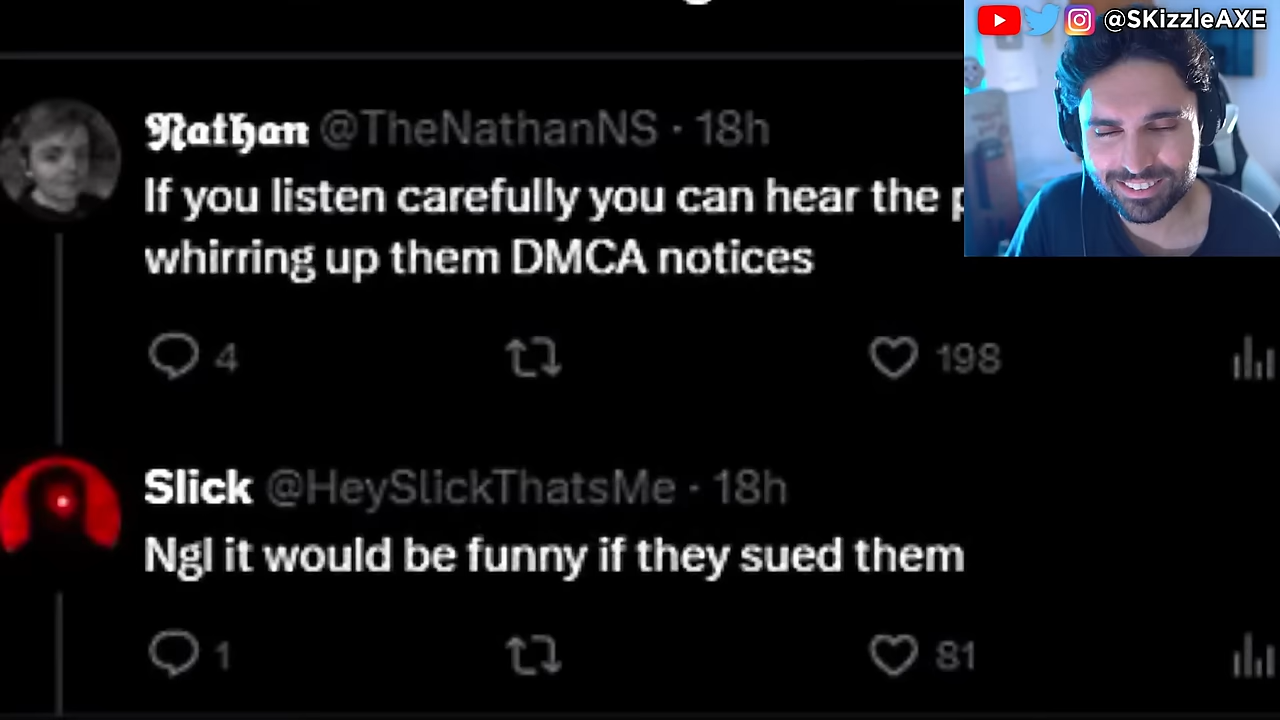 @SKizzleAXE
𝕹athan @TheNathanNS · 18h
If you listen carefully you can hear the
whirring up them DMCA notices
4 198
Slick @HeySlickThatsMe · 18h
Ngl it would be funny if they sued them
1 81